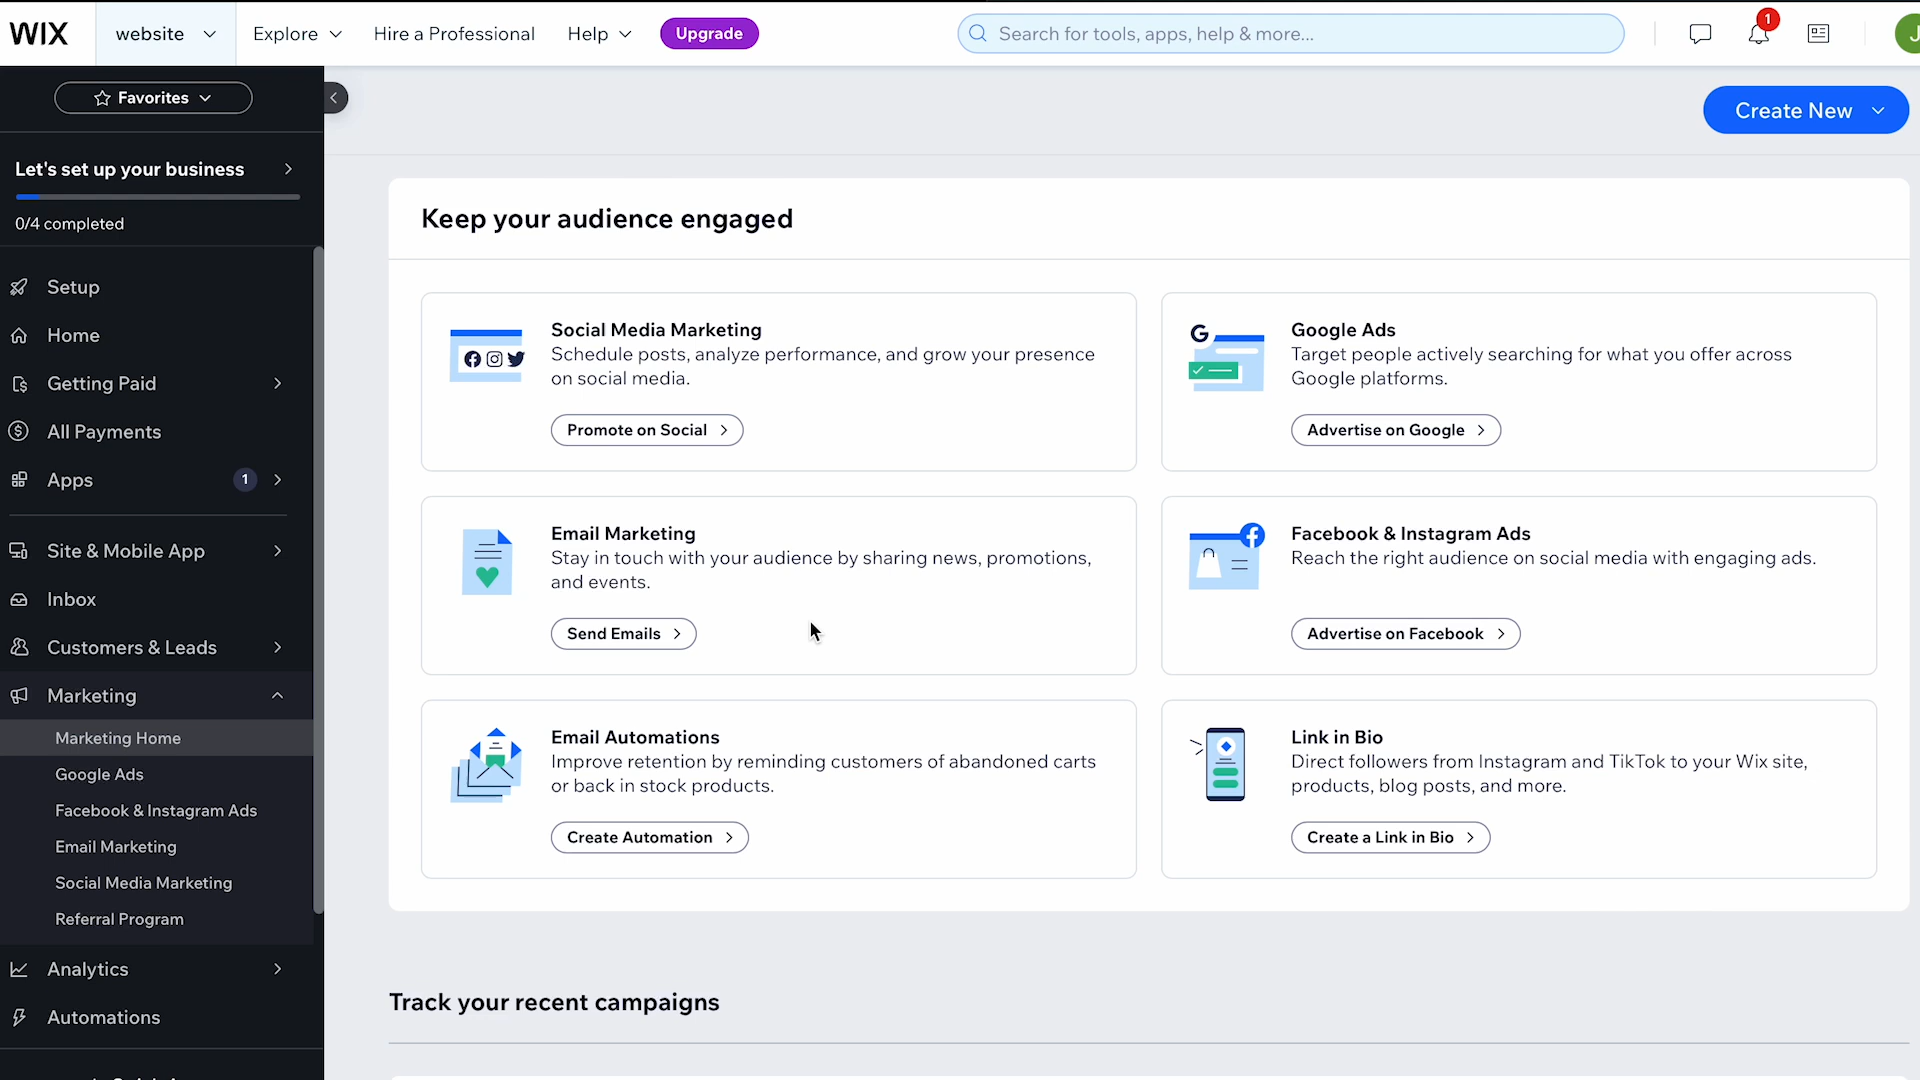 WIX
website
Explore
Hire a Professional
Help
Upgrade
Search for tools, apps, help & more...
1
J
Favorites
Let's set up your business
0/4 completed
Setup
Home
Getting Paid
All Payments
Apps
1
Site & Mobile App
Inbox
Customers & Leads
Marketing
Marketing Home
Google Ads
Facebook & Instagram Ads
Email Marketing
Social Media Marketing
Referral Program
Analytics
Automations
Create New
Keep your audience engaged
Social Media Marketing
Schedule posts, analyze performance, and grow your presence
on social media.
Promote on Social
G
Google Ads
Target people actively searching for what you offer across
Google platforms.
Advertise on Google
Email Marketing
Stay in touch with your audience by sharing news, promotions,
and events.
Send Emails
Facebook & Instagram Ads
Reach the right audience on social media with engaging ads.
Advertise on Facebook
Email Automations
Improve retention by reminding customers of abandoned carts
or back in stock products.
Create Automation
Link in Bio
Direct followers from Instagram and TikTok to your Wix site,
products, blog posts, and more.
Create a Link in Bio
Track your recent campaigns